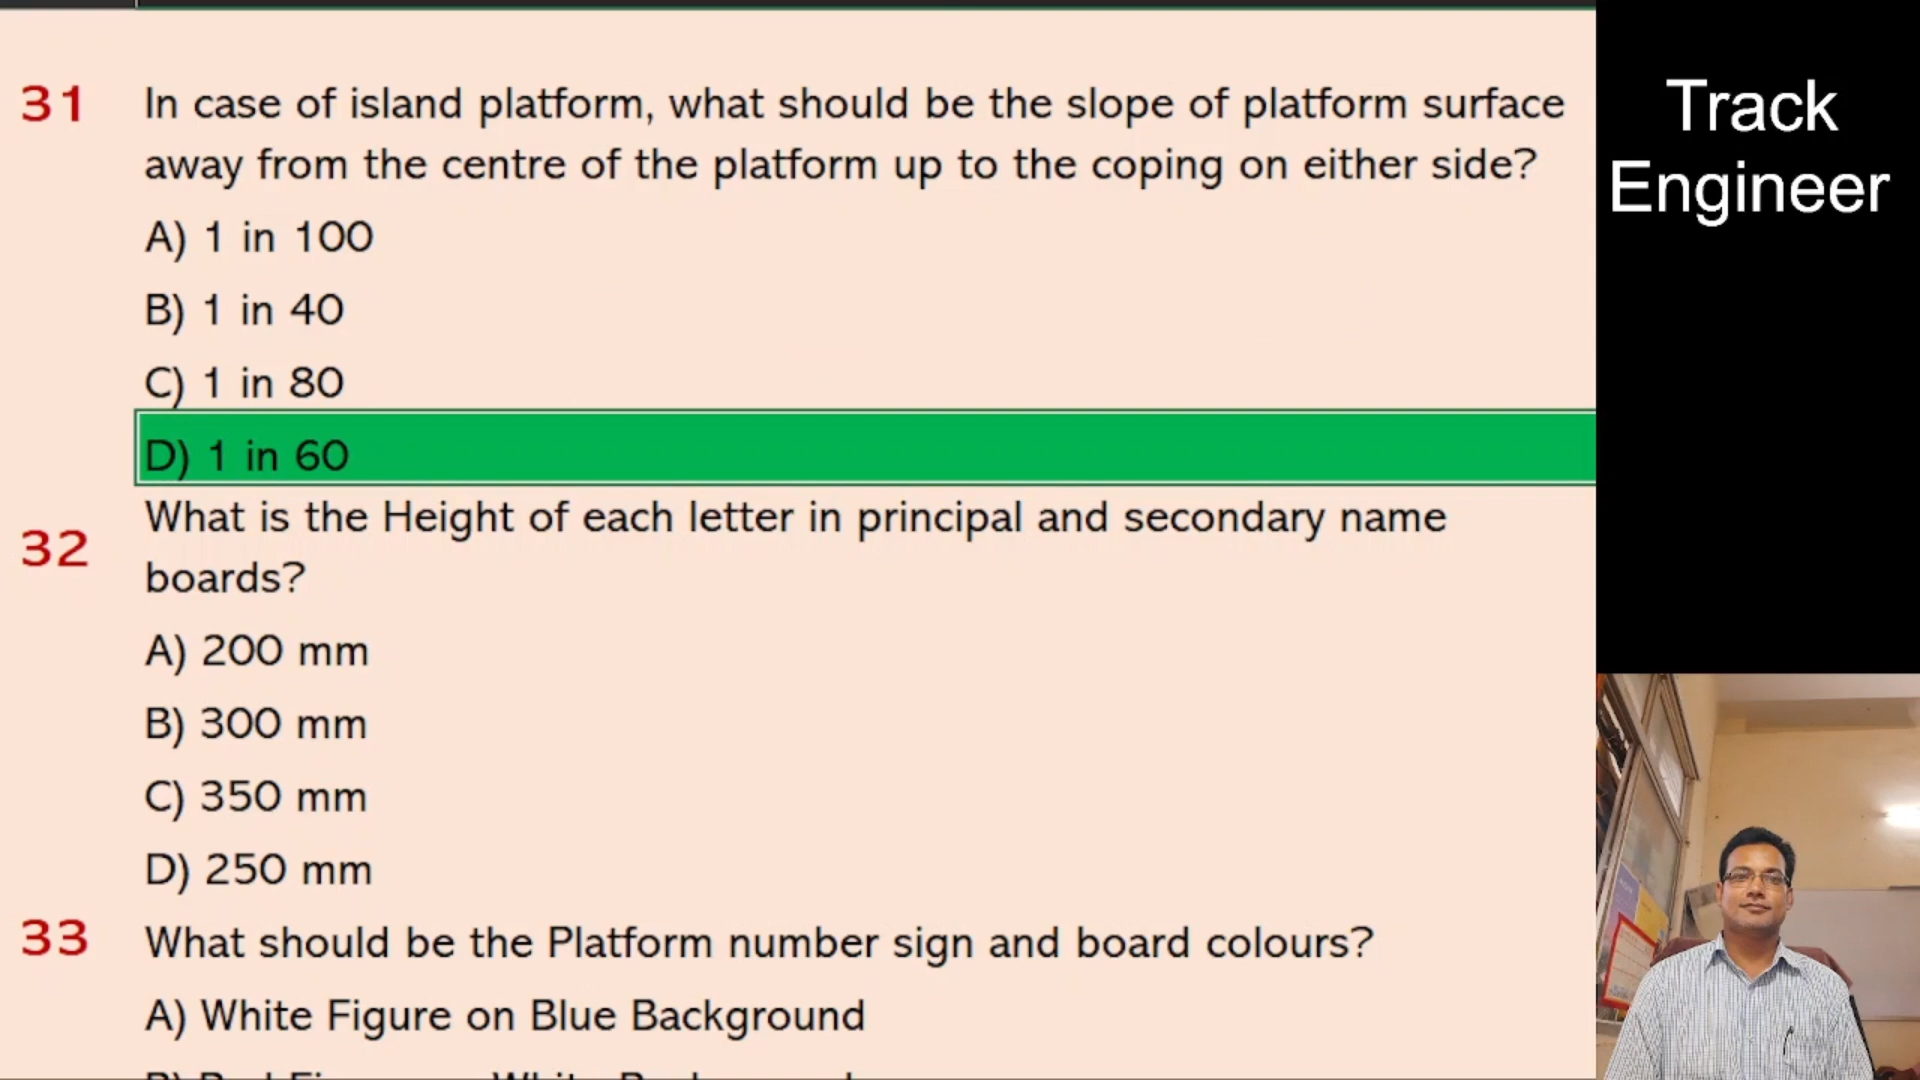 31
In case of island platform, what should be the slope of platform surface
away from the centre of the platform up to the coping on either side?
A) 1 in 100
B) 1 in 40
C) 1 in 80
D) 1 in 60
32
What is the Height of each letter in principal and secondary name
boards?
A) 200 mm
B) 300 mm
C) 350 mm
D) 250 mm
33
What should be the Platform number sign and board colours?
A) White Figure on Blue Background
Track
Engineer